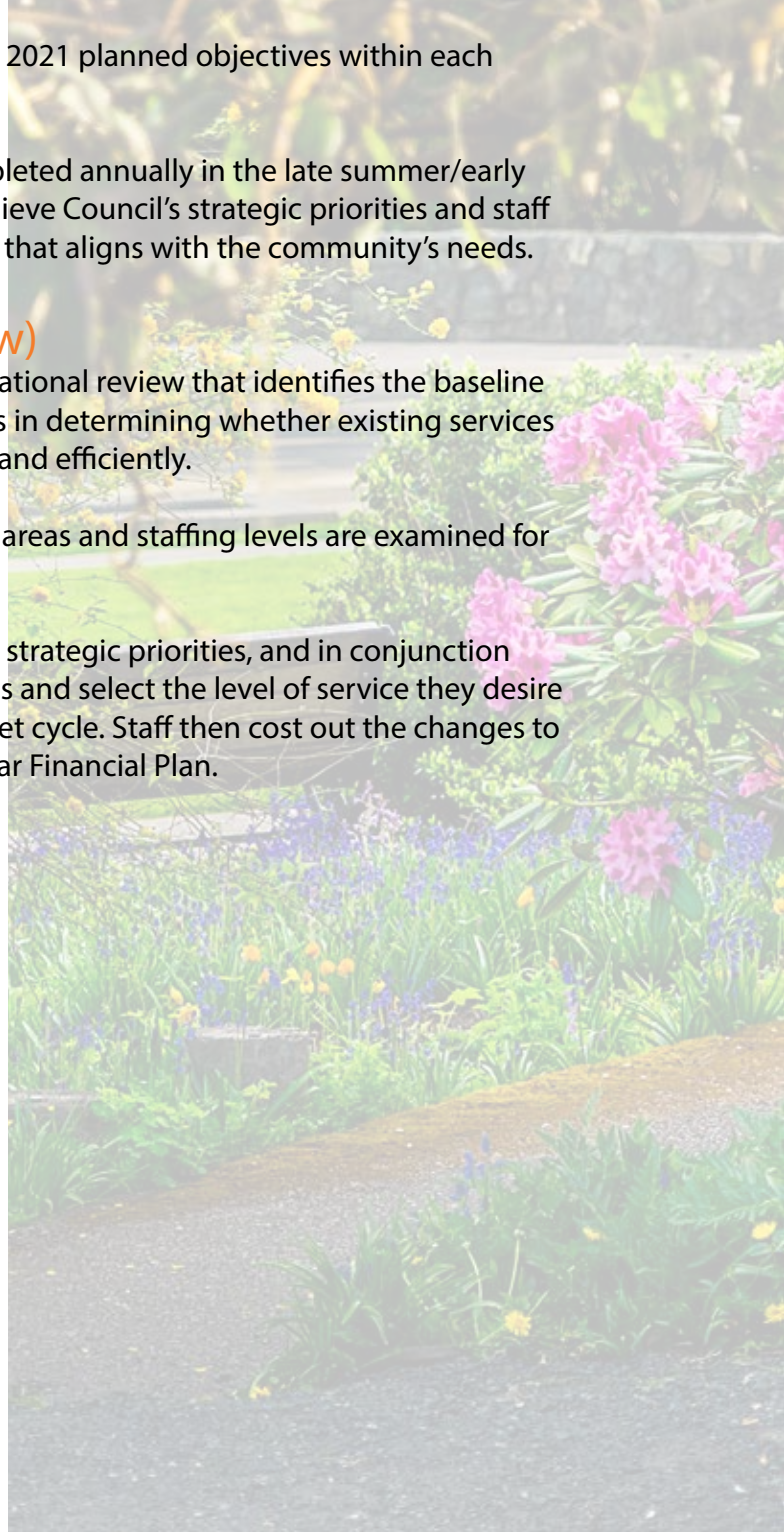 2021 planned objectives within each
pleted annually in the late summer/early
ieve Council’s strategic priorities and staff
that aligns with the community’s needs.
w)
ational review that identifies the baseline
s in determining whether existing services
and efficiently.
areas and staffing levels are examined for
strategic priorities, and in conjunction
s and select the level of service they desire
et cycle. Staff then cost out the changes to
ar Financial Plan.